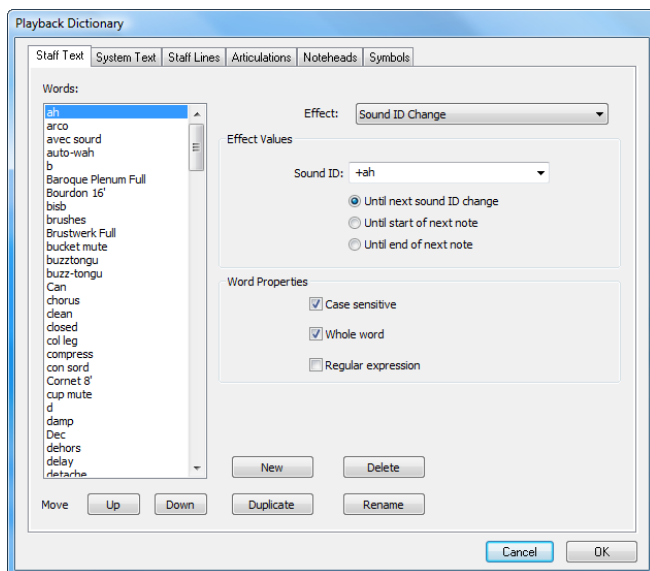 Playback Dictionary
Staff Text System Text Staff Lines Articulations Noteheads Symbols
Words:
ah
arco
avec sourd
auto-wah
b
Baroque Plenum Full
Bourdon 16'
bisb
brushes
Brustwerk Full
bucket mute
buzztongu
buzz-tongu
Can
chorus
clean
closed
col leg
compress
con sord
Cornet 8'
cup mute
d
damp
Dec
dehors
delay
detache
Effect: Sound ID Change
Effect Values
Sound ID: +ah
Until next sound ID change
Until start of next note
Until end of next note
Word Properties
Case sensitive
Whole word
Regular expression
New Delete
Move Up Down Duplicate Rename
Cancel OK